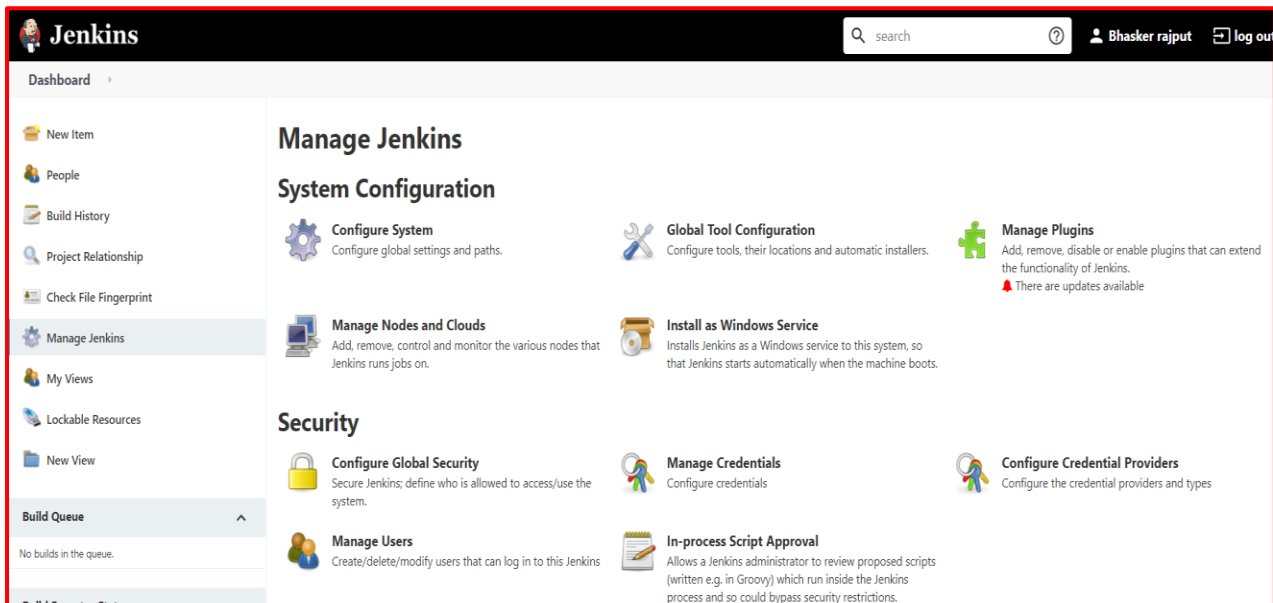 Jenkins
search
Bhasker rajput
log out
Dashboard
New Item
People
Build History
Project Relationship
Check File Fingerprint
Manage Jenkins
My Views
Lockable Resources
New View
Build Queue
No builds in the queue.
Manage Jenkins
System Configuration
Configure System
Configure global settings and paths.
Global Tool Configuration
Configure tools, their locations and automatic installers.
Manage Plugins
Add, remove, disable or enable plugins that can extend
the functionality of Jenkins.
There are updates available
Manage Nodes and Clouds
Add, remove, control and monitor the various nodes that
Jenkins runs jobs on.
Install as Windows Service
Installs Jenkins as a Windows service to this system, so
that Jenkins starts automatically when the machine boots.
Security
Configure Global Security
Secure Jenkins; define who is allowed to access/use the
system.
Manage Credentials
Configure credentials
Configure Credential Providers
Configure the credential providers and types
Manage Users
Create/delete/modify users that can log in to this Jenkins
In-process Script Approval
Allows a Jenkins administrator to review proposed scripts
(written e.g. in Groovy) which run inside the Jenkins
process and so could bypass security restrictions.